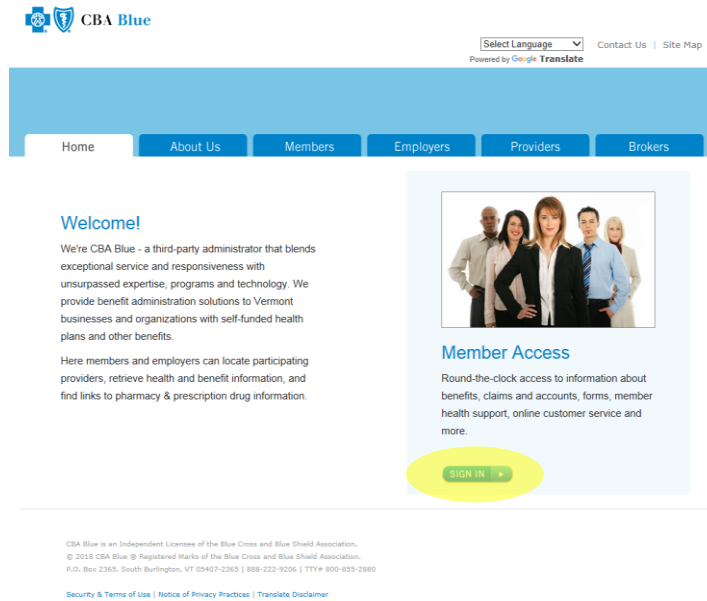 CBA Blue
Select Language
Contact Us | Site Map
Powered by Google Translate
Home
About Us
Members
Employers
Providers
Brokers
Welcome!
We're CBA Blue - a third-party administrator that blends
exceptional service and responsiveness with
unsurpassed expertise, programs and technology. We
provide benefit administration solutions to Vermont
businesses and organizations with self-funded health
plans and other benefits.
Here members and employers can locate participating
providers, retrieve health and benefit information, and
find links to pharmacy & prescription drug information.
Member Access
Round-the-clock access to information about
benefits, claims and accounts, forms, member
health support, online customer service and
more.
SIGN IN
CBA Blue is an Independent Licensee of the Blue Cross and Blue Shield Association.
© 2018 CBA Blue ® Registered Marks of the Blue Cross and Blue Shield Association.
P.O. Box 2365, South Burlington, VT 05407-2365 | 888-222-9206 | TTY# 800-855-2880
Security & Terms of Use | Notice of Privacy Practices | Translate Disclaimer